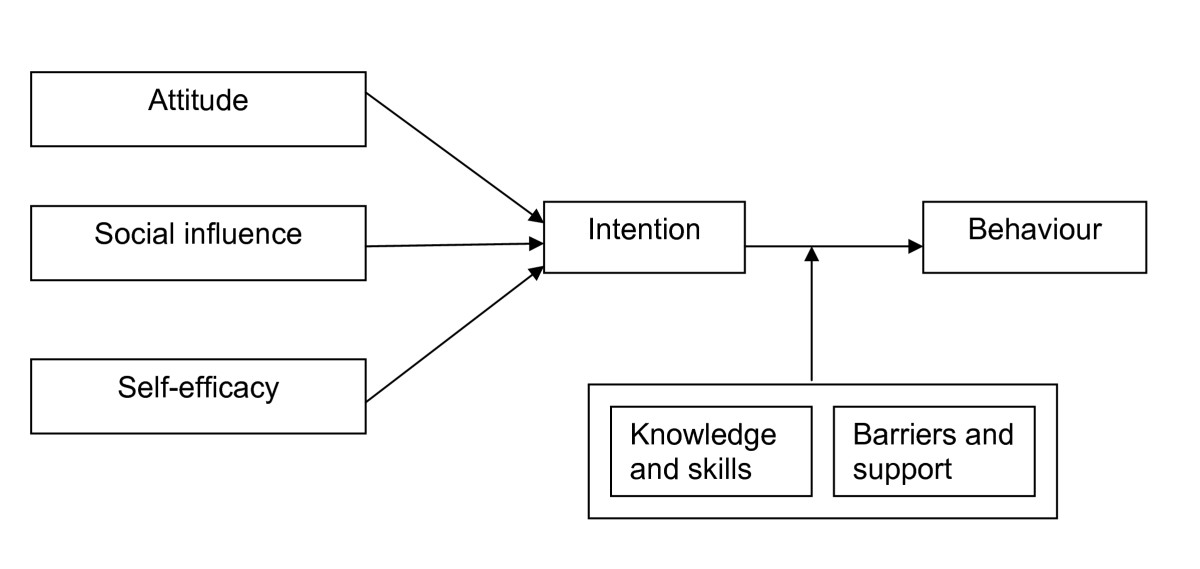 Attitude
Social influence
Self-efficacy
Intention
Behaviour
Knowledge
and skills
Barriers and
support